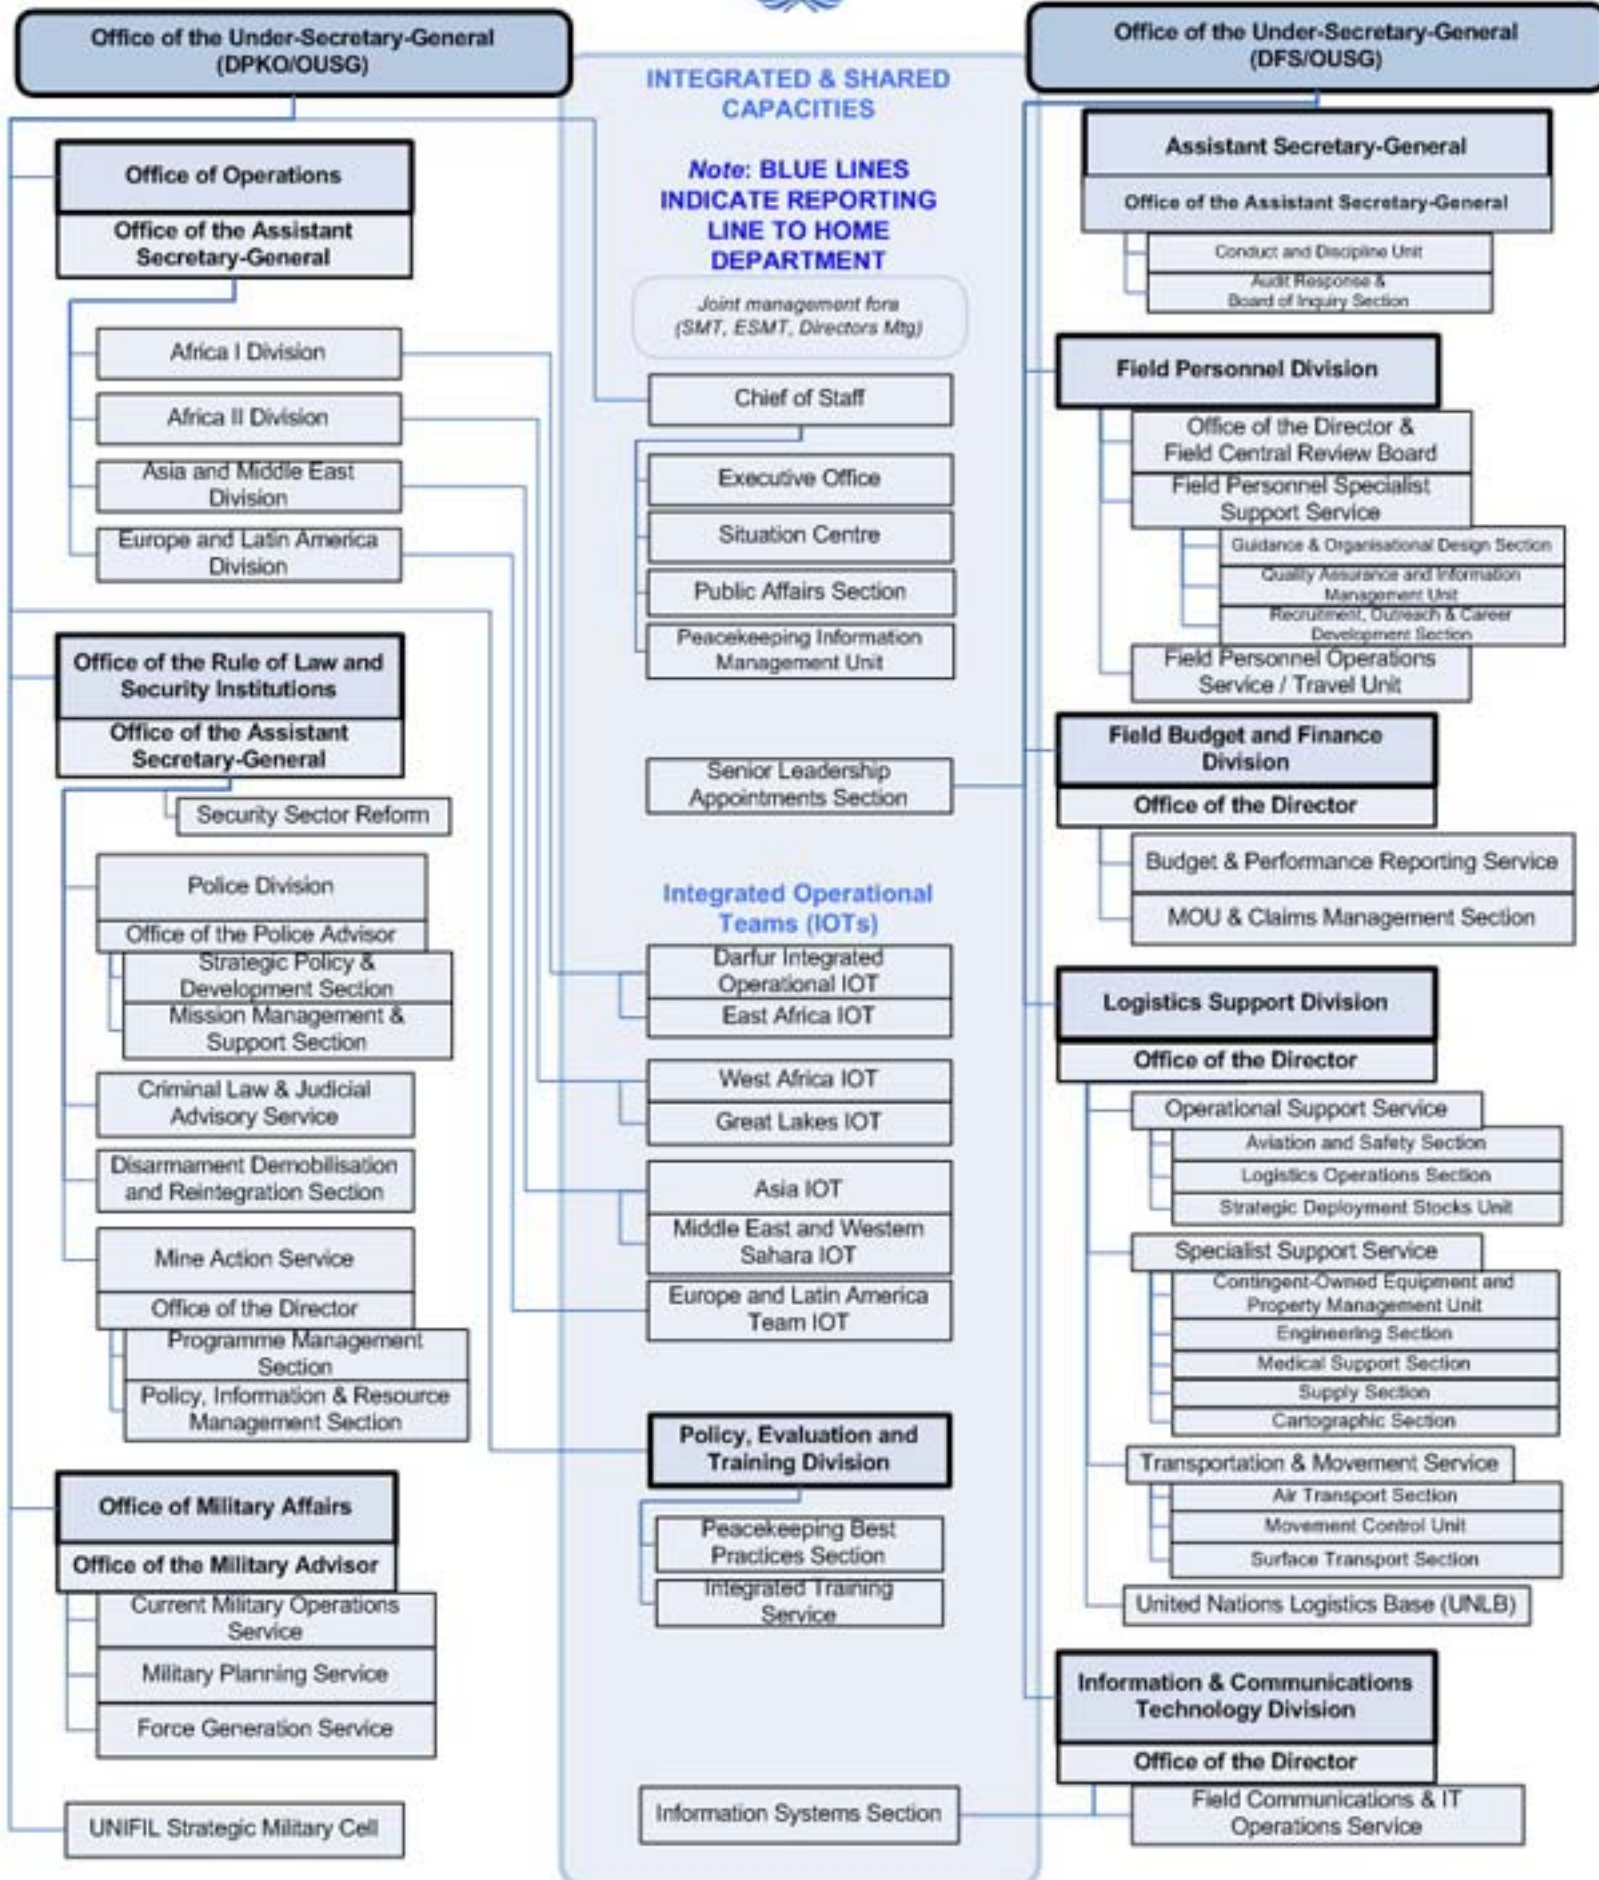 Office of the Under-Secretary-General
(DPKO/OUSG)
Office of Operations
Office of the Assistant
Secretary-General
Africa I Division
Africa II Division
Asia and Middle East
Division
Europe and Latin America
Division
Office of the Rule of Law and
Security Institutions
Office of the Assistant
Secretary-General
Security Sector Reform
Police Division
Office of the Police Advisor
Strategic Policy &
Development Section
Mission Management &
Support Section
Criminal Law & Judicial
Advisory Service
Disarmament Demobilisation
and Reintegration Section
Mine Action Service
Office of the Director
Programme Management
Section
Policy, Information & Resource
Management Section
Office of Military Affairs
Office of the Military Advisor
Current Military Operations
Service
Military Planning Service
Force Generation Service
UNIFIL Strategic Military Cell
INTEGRATED & SHARED
CAPACITIES
Note: BLUE LINES
INDICATE REPORTING
LINE TO HOME
DEPARTMENT
Joint management fora
(SMT, ESMT, Directors Mtg)
Chief of Staff
Executive Office
Situation Centre
Public Affairs Section
Peacekeeping Information
Management Unit
Senior Leadership
Appointments Section
Integrated Operational
Teams (IOTs)
Darfur Integrated
Operational IOT
East Africa IOT
West Africa IOT
Great Lakes IOT
Asia IOT
Middle East and Western
Sahara IOT
Europe and Latin America
Team IOT
Policy, Evaluation and
Training Division
Peacekeeping Best
Practices Section
Integrated Training
Service
Information Systems Section
Office of the Under-Secretary-General
(DFS/OUSG)
Assistant Secretary-General
Office of the Assistant Secretary-General
Conduct and Discipline Unit
Audit Response &
Board of Inquiry Section
Field Personnel Division
Office of the Director &
Field Central Review Board
Field Personnel Specialist
Support Service
Guidance & Organisational Design Section
Quality Assurance and Information
Management Unit
Recruitment, Outreach & Career
Development Section
Field Personnel Operations
Service / Travel Unit
Field Budget and Finance
Division
Office of the Director
Budget & Performance Reporting Service
MOU & Claims Management Section
Logistics Support Division
Office of the Director
Operational Support Service
Aviation and Safety Section
Logistics Operations Section
Strategic Deployment Stocks Unit
Specialist Support Service
Contingent-Owned Equipment and
Property Management Unit
Engineering Section
Medical Support Section
Supply Section
Cartographic Section
Transportation & Movement Service
Air Transport Section
Movement Control Unit
Surface Transport Section
United Nations Logistics Base (UNLB)
Information & Communications
Technology Division
Office of the Director
Field Communications & IT
Operations Service